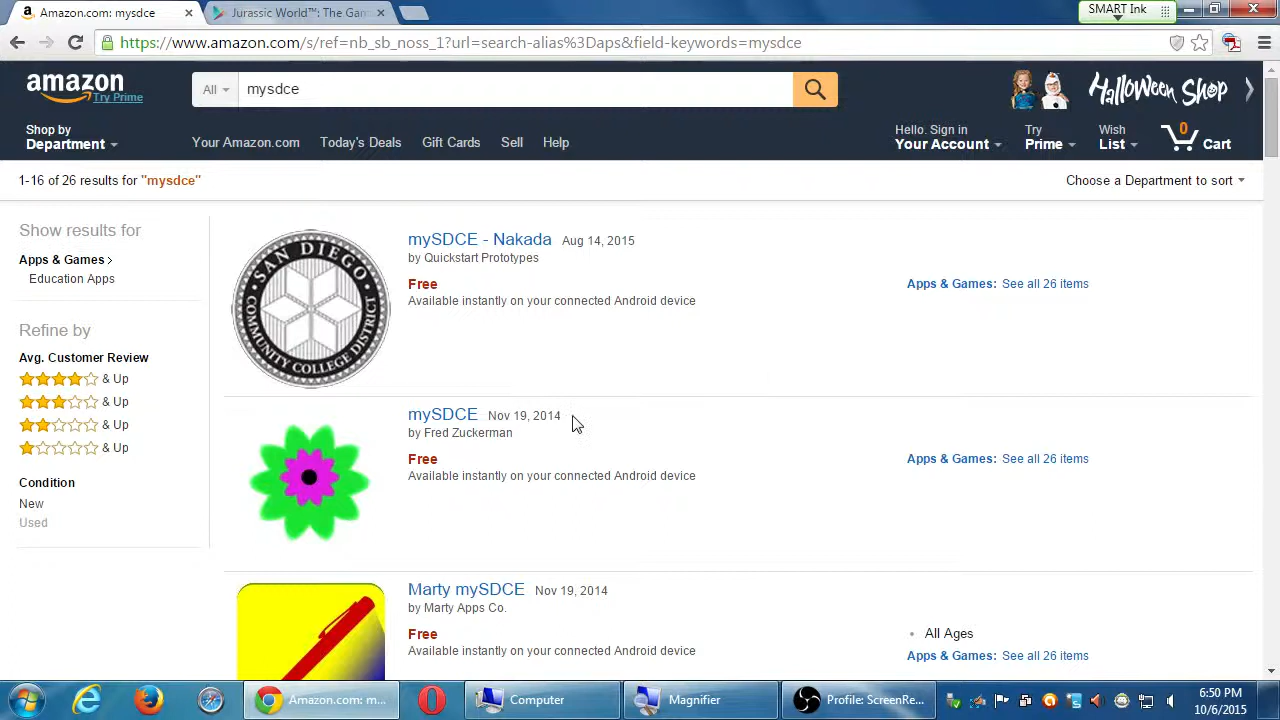 Amazon.com: mysdce
Jurassic World™: The Gan
SMART Ink
https://www.amazon.com/s/ref=nb_sb_noss_1?url=search-alias%3Daps&field-keywords=mysdce
amazon
Try Prime
All
mysdce
Halloween Shop
Shop by
Department
Your Amazon.com
Today's Deals
Gift Cards
Sell
Help
Hello. Sign in
Your Account
Try
Prime
Wish
List
0
Cart
1-16 of 26 results for "mysdce"
Choose a Department to sort
Show results for
Apps & Games
Education Apps
Refine by
Avg. Customer Review
& Up
& Up
& Up
& Up
Condition
New
Used
SAN DIEGO
COMMUNITY COLLEGE DISTRICT
mySDCE - Nakada Aug 14, 2015
by Quickstart Prototypes
Free
Available instantly on your connected Android device
Apps & Games: See all 26 items
mySDCE Nov 19, 2014
by Fred Zuckerman
Free
Available instantly on your connected Android device
Apps & Games: See all 26 items
Marty mySDCE Nov 19, 2014
by Marty Apps Co.
Free
Available instantly on your connected Android device
All Ages
Apps & Games: See all 26 items
Amazon.com: m...
Computer
Magnifier
Profile: ScreenRe...
6:50 PM
10/6/2015